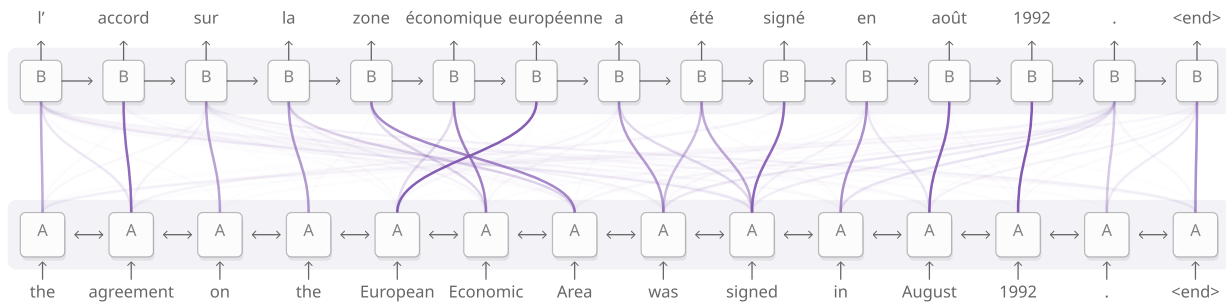 l’ accord sur la zone économique européenne a été signé en août 1992 . <end>
B B B B B B B B B B B B B B B
A A A A A A A A A A A A A A
the agreement on the European Economic Area was signed in August 1992 . <end>